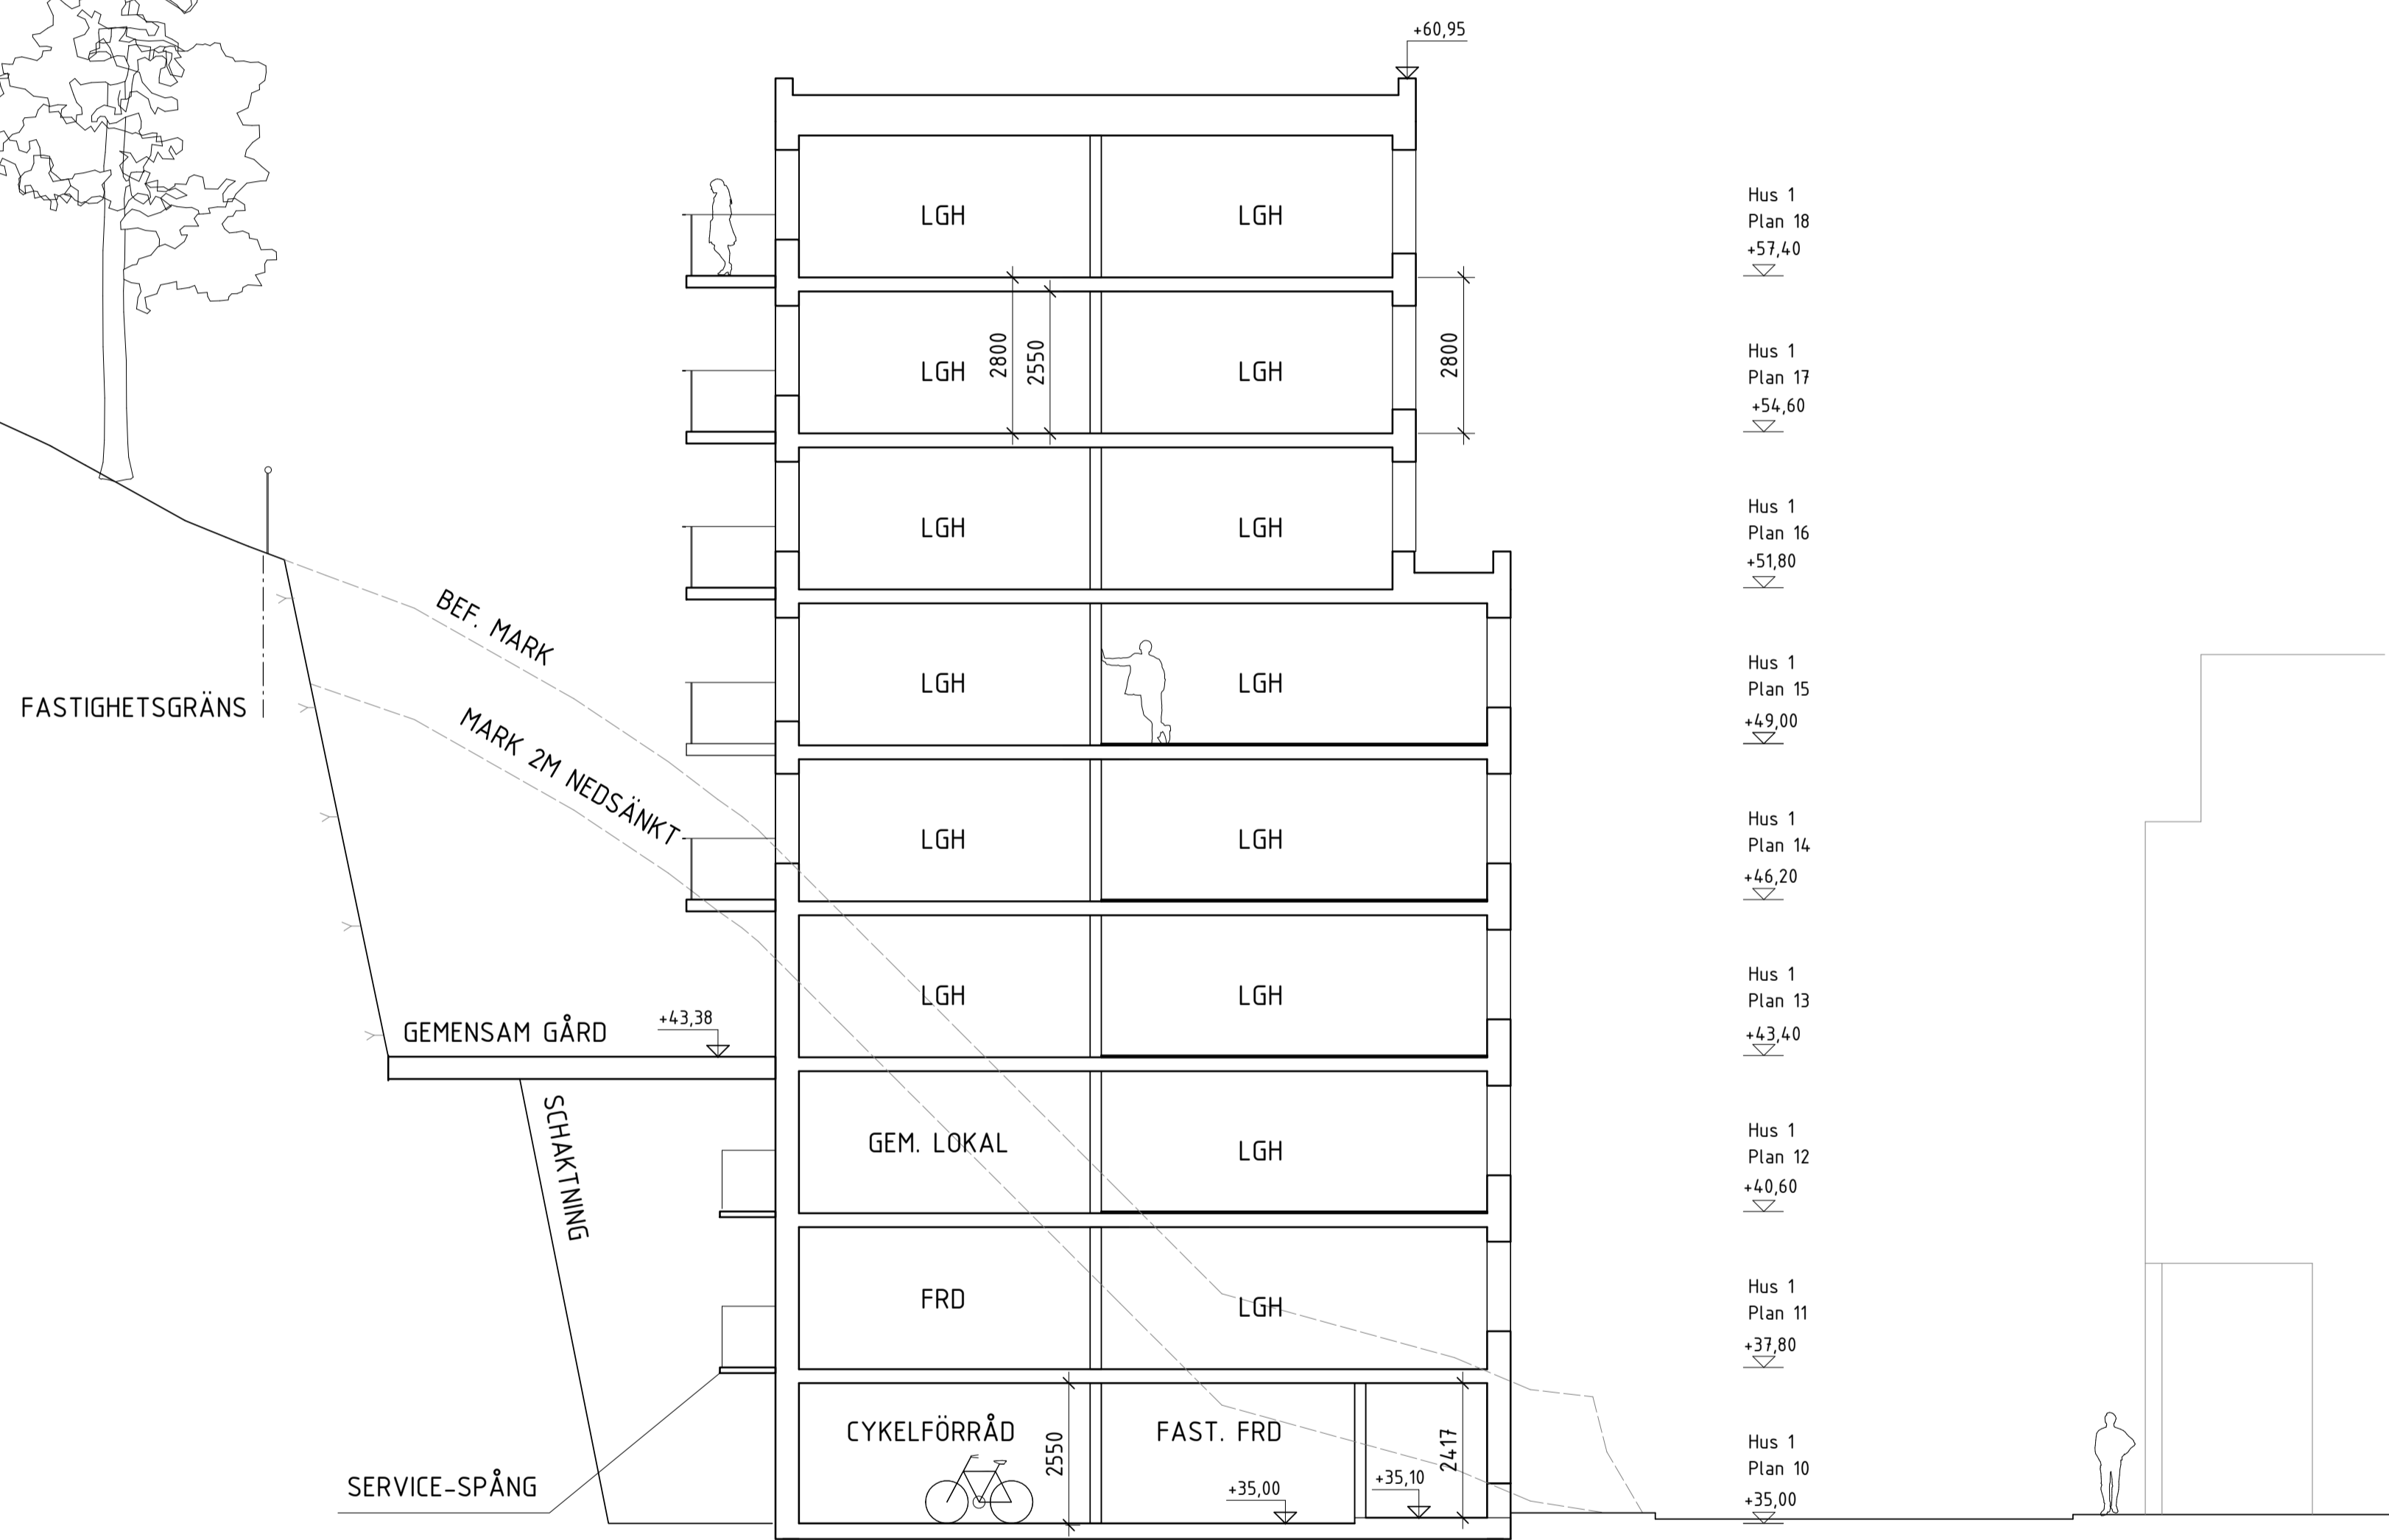 +60,95
LGH
LGH
Hus 1
Plan 18
+57,40
LGH
2800
2550
LGH
2800
Hus 1
Plan 17
+54,60
LGH
LGH
Hus 1
Plan 16
+51,80
BEF. MARK
FASTIGHETSGRÄNS
MARK 2M NEDSÄNKT
LGH
LGH
Hus 1
Plan 15
+49,00
LGH
LGH
Hus 1
Plan 14
+46,20
GEMENSAM GÅRD
+43,38
LGH
LGH
Hus 1
Plan 13
+43,40
SCHAKTNING
GEM. LOKAL
LGH
Hus 1
Plan 12
+40,60
FRD
LGH
Hus 1
Plan 11
+37,80
SERVICE-SPÅNG
CYKELFÖRRÅD
2550
FAST. FRD
+35,00
+35,10
2417
Hus 1
Plan 10
+35,00